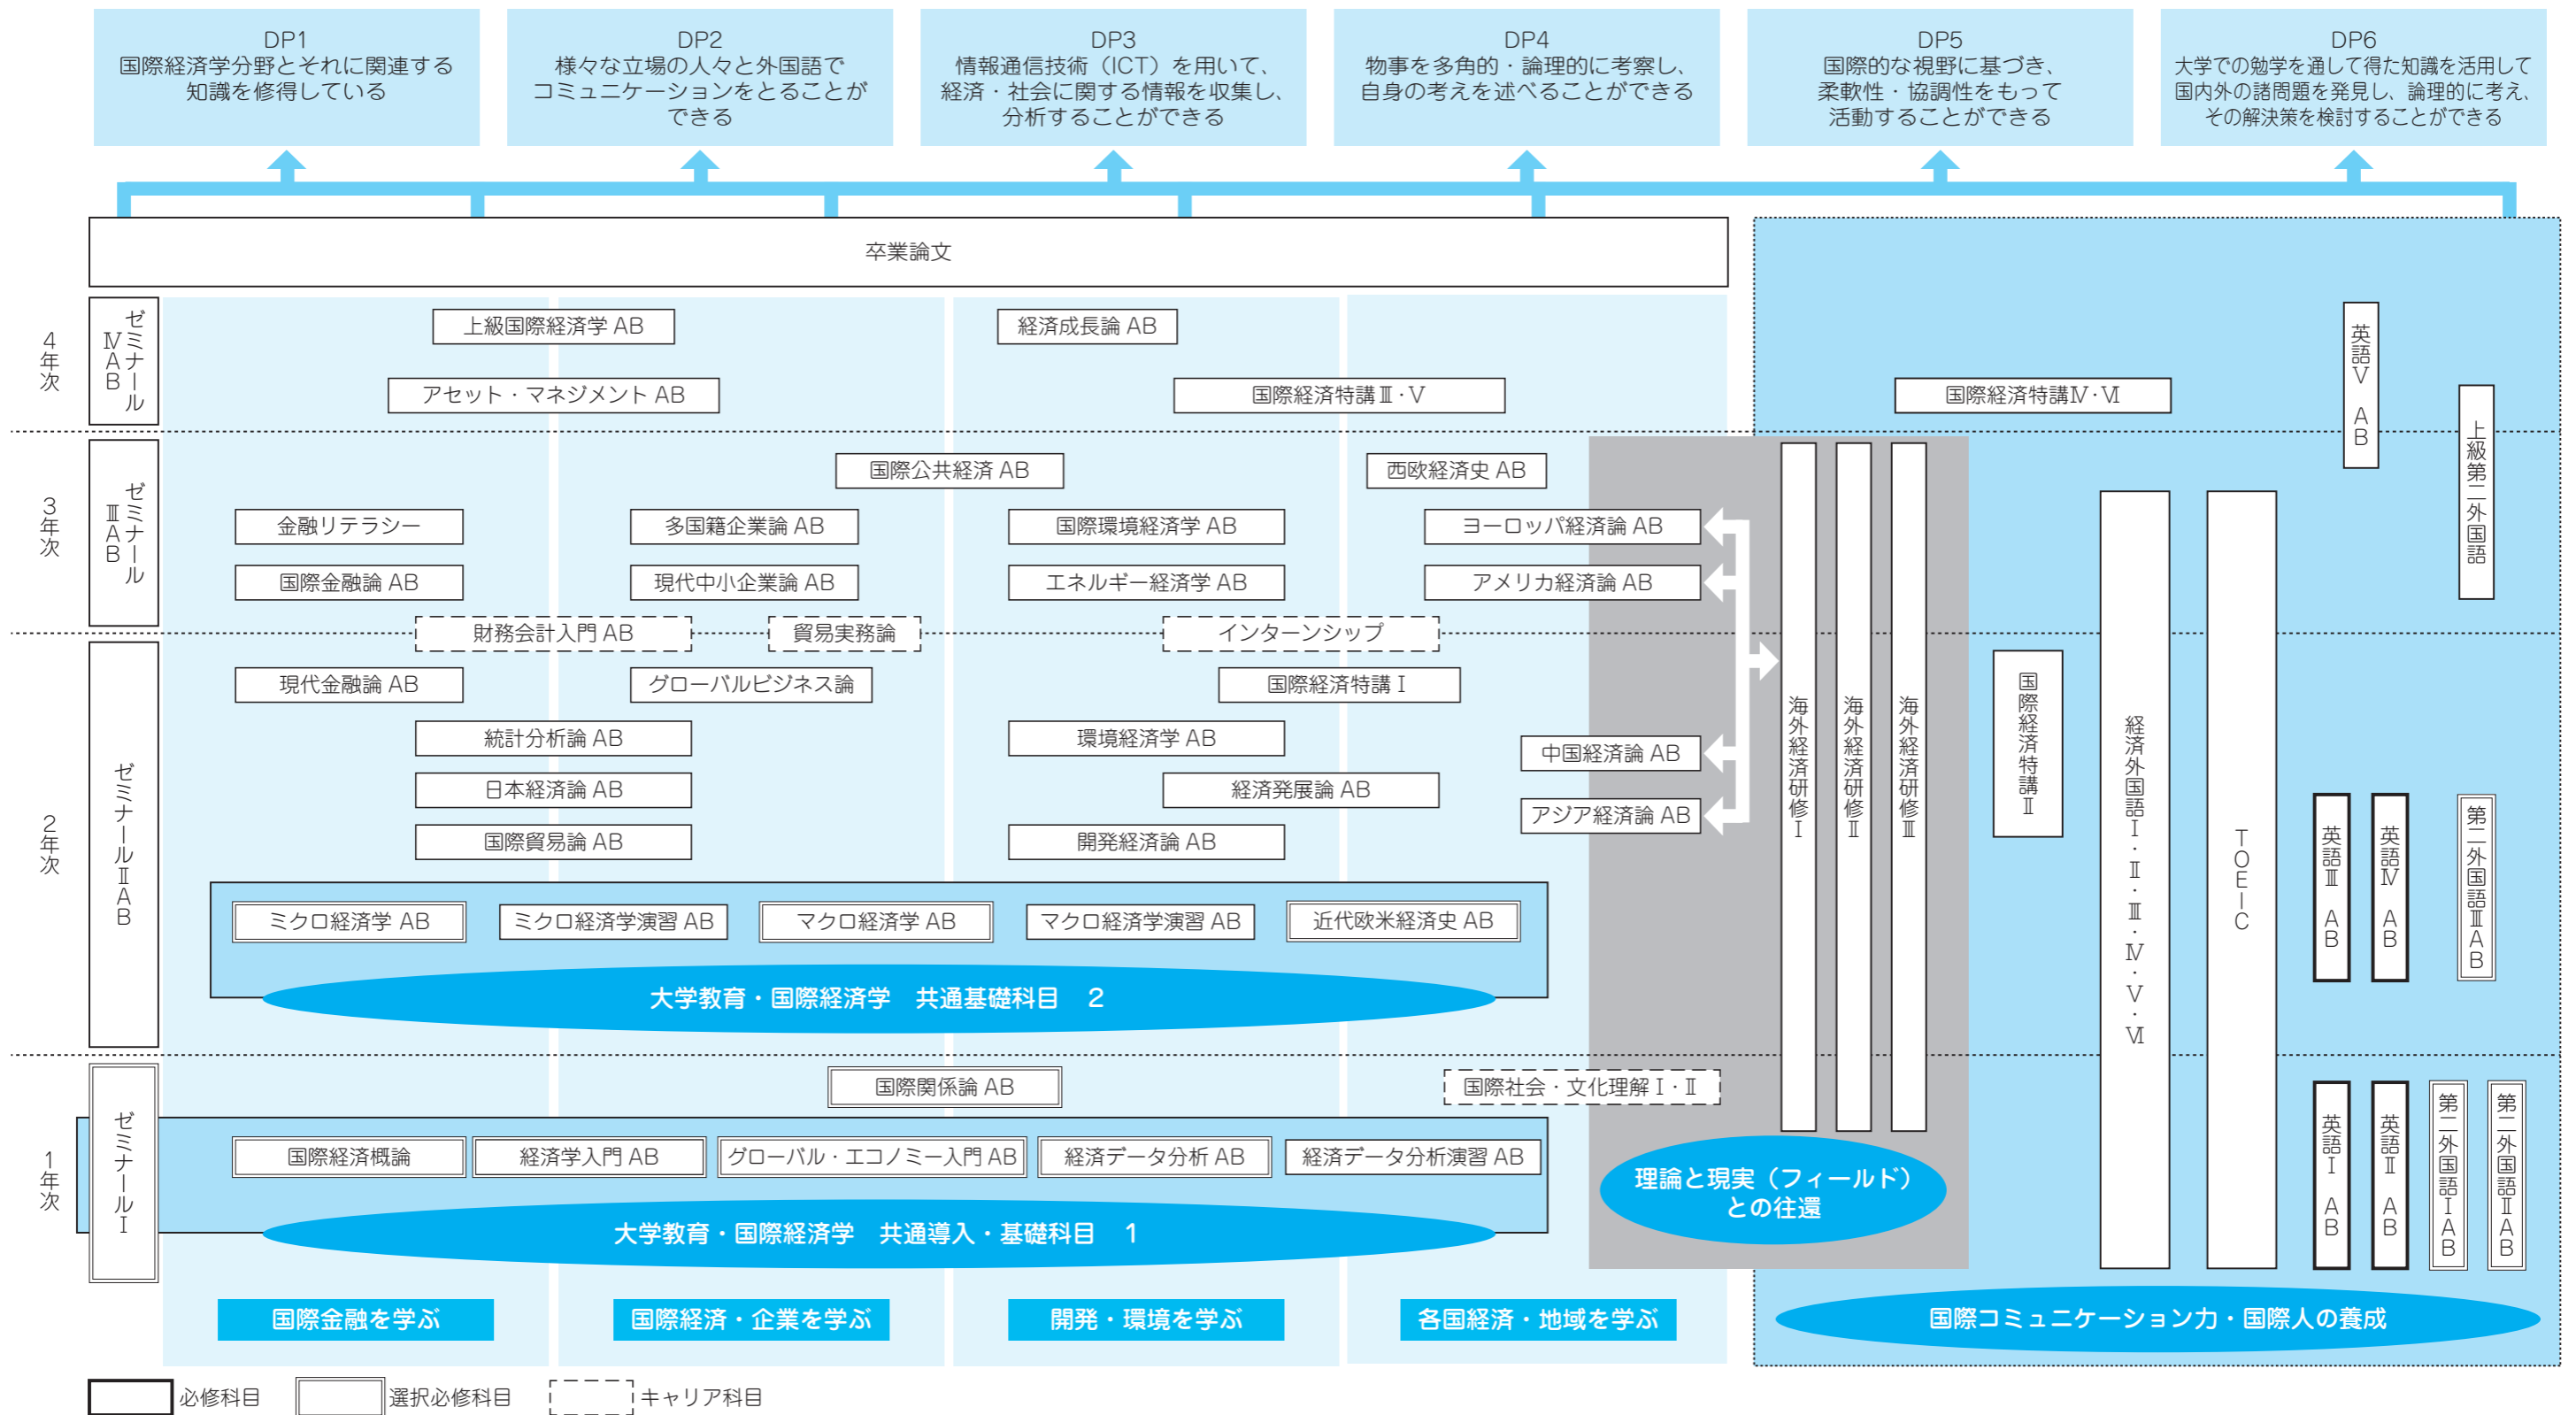 DP1
国際経済学分野とそれに関連する
知識を修得している
DP2
様々な立場の人々と外国語で
コミュニケーションをとることが
できる
DP3
情報通信技術（ICT）を用いて、
経済・社会に関する情報を収集し、
分析することができる
DP4
物事を多角的・論理的に考察し、
自身の考えを述べることができる
DP5
国際的な視野に基づき、
柔軟性・協調性をもって
活動することができる
DP6
大学での勉学を通して得た知識を活用して
国内外の諸問題を発見し、論理的に考え、
その解決策を検討することができる
卒業論文
4年次
ゼミナール
ⅣAB
上級国際経済学 AB
経済成長論 AB
アセット・マネジメント AB
国際経済特講Ⅲ・Ⅴ
国際経済特講Ⅳ・Ⅵ
英語Ⅴ AB
上級第二外国語
3年次
ゼミナール
ⅢAB
国際公共経済 AB
西欧経済史 AB
金融リテラシー
多国籍企業論 AB
国際環境経済学 AB
ヨーロッパ経済論 AB
国際金融論 AB
現代中小企業論 AB
エネルギー経済学 AB
アメリカ経済論 AB
財務会計入門 AB
貿易実務論
インターンシップ
2年次
ゼミナールⅡAB
現代金融論 AB
グローバルビジネス論
国際経済特講Ⅰ
統計分析論 AB
環境経済学 AB
中国経済論 AB
日本経済論 AB
経済発展論 AB
アジア経済論 AB
国際貿易論 AB
開発経済論 AB
海外経済研修Ⅰ
海外経済研修Ⅱ
海外経済研修Ⅲ
国際経済特講Ⅱ
経済外国語Ⅰ・Ⅱ・Ⅲ・Ⅳ・Ⅴ・Ⅵ
TOEIC
英語Ⅲ AB
英語Ⅳ AB
第二外国語ⅢAB
ミクロ経済学 AB
ミクロ経済学演習 AB
マクロ経済学 AB
マクロ経済学演習 AB
近代欧米経済史 AB
大学教育・国際経済学　共通基礎科目　2
1年次
ゼミナールⅠ
国際関係論 AB
国際社会・文化理解Ⅰ・Ⅱ
国際経済概論
経済学入門 AB
グローバル・エコノミー入門 AB
経済データ分析 AB
経済データ分析演習 AB
大学教育・国際経済学　共通導入・基礎科目　1
理論と現実（フィールド）
との往還
英語Ⅰ AB
英語Ⅱ AB
第二外国語ⅠAB
第二外国語ⅡAB
国際金融を学ぶ
国際経済・企業を学ぶ
開発・環境を学ぶ
各国経済・地域を学ぶ
国際コミュニケーション力・国際人の養成
必修科目
選択必修科目
キャリア科目